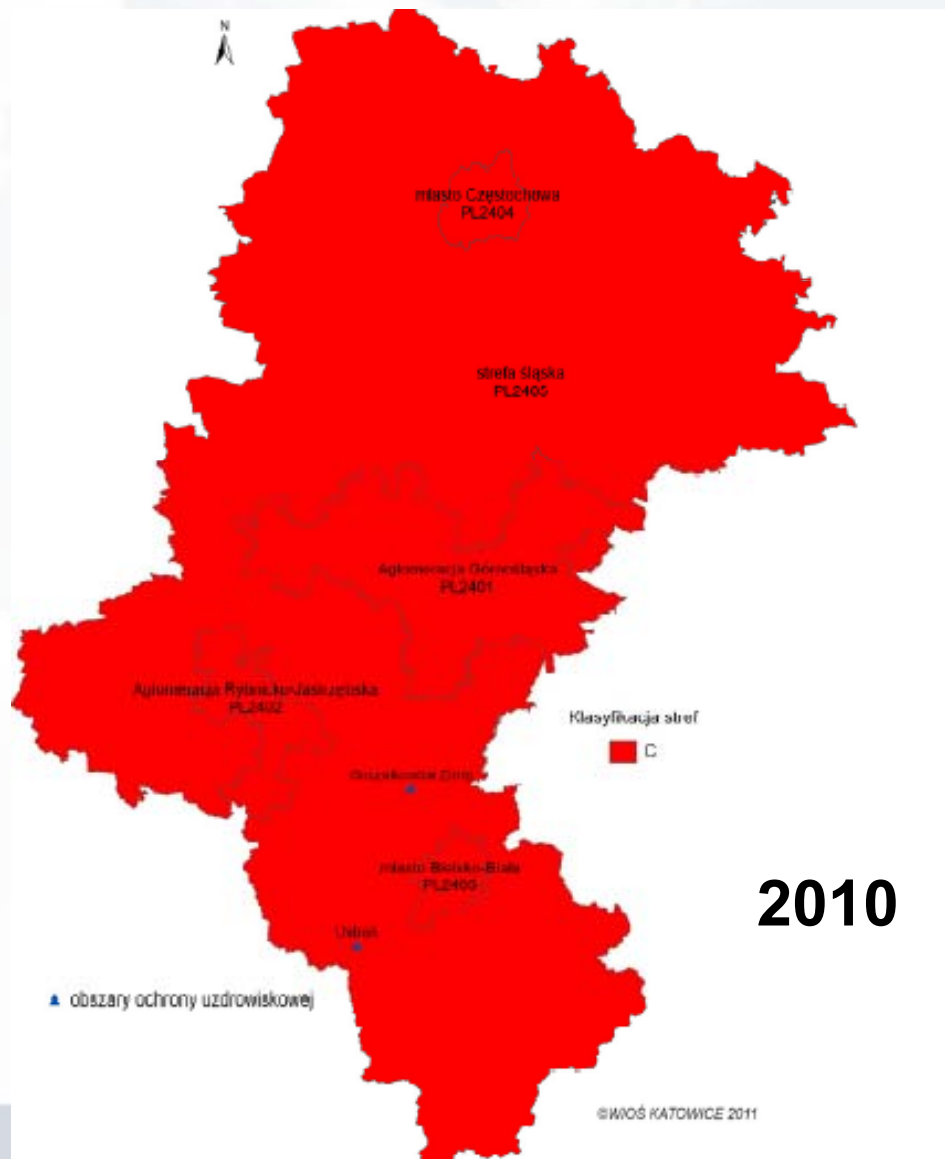 N
miasto Częstochowa
PL2404
strefa śląska
PL2405
Aglomeracja Górnośląska
PL2401
Aglomeracja Rybnicko-Jastrzębska
PL2402
Klasyfikacja stref
C
Goczałkowice Zdrój
miasto Bielsko-Biała
PL2403
2010
Ustroń
obszary ochrony uzdrowiskowej
©WIOŚ KATOWICE 2011